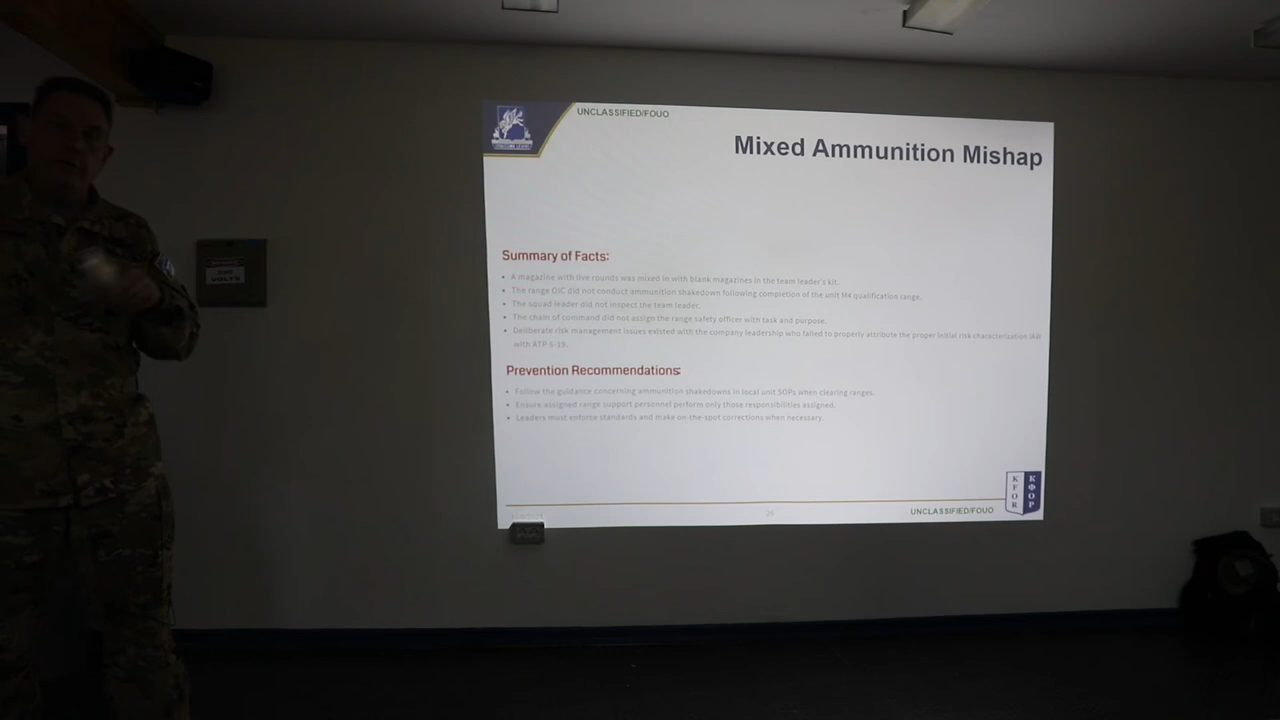 UNCLASSIFIED/FOUO
Mixed Ammunition Mishap
Summary of Facts:
• A magazine with live rounds was mixed in with blank magazines in the team leader's kit.
• The range OIC did not conduct ammunition shakedown following completion of the unit M4 qualification range.
• The squad leader did not inspect the team leader.
• The chain of command did not assign the range safety officer with task and purpose.
• Deliberate risk management issues existed with the company leadership who failed to properly attribute the proper initial risk characterization IAW
with ATP 5-19.
Prevention Recommendations:
• Follow the guidance concerning ammunition shakedowns in local unit SOPs when clearing ranges.
• Ensure assigned range support personnel perform only those responsibilities assigned.
• Leaders must enforce standards and make on-the-spot corrections when necessary.
UNCLASSIFIED/FOUO
KFOR
КФОР
VOLTS